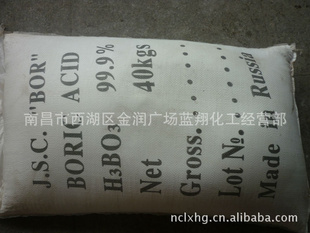 J.S.C. "BOR"
BORIC ACID
H₃BO₃ 99.9%
Net 40kgs
Gross......
Lot №......
Made in Russia
南昌市西湖区金润广场蓝翔化工经营部
nclxhg.cn.alibaba.com